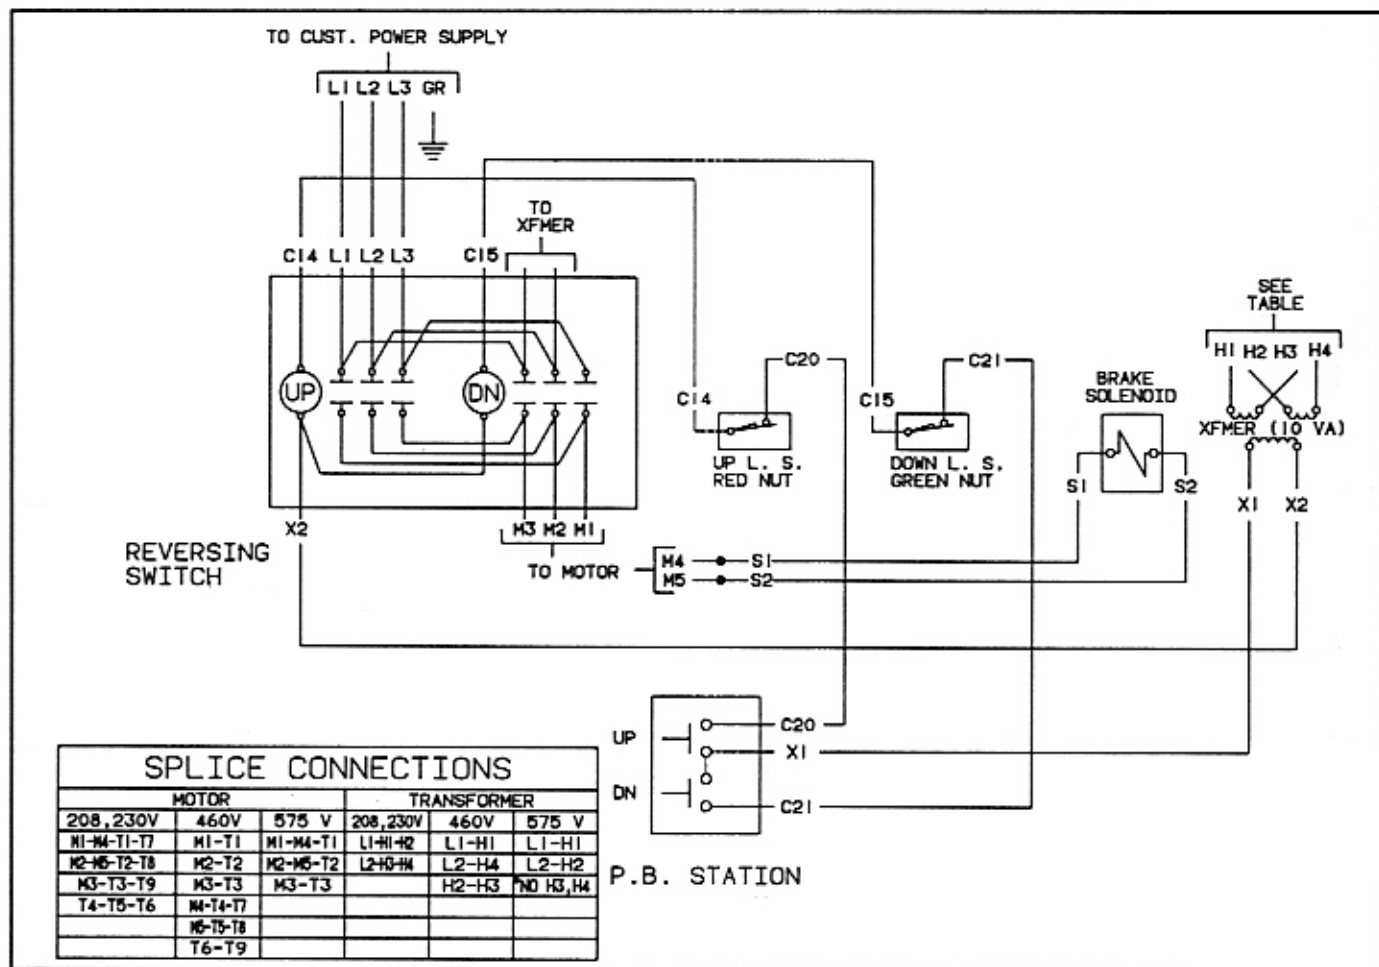 TO CUST. POWER SUPPLY
L1 L2 L3 GR
TO
XFMER
C14 L1 L2 L3 C15
SEE
TABLE
H1 H2 H3 H4
UP
DN
C20
C21
C14
C15
BRAKE
SOLENOID
XFMER (10 VA)
UP L. S.
RED NUT
DOWN L. S.
GREEN NUT
S1 S2
X1 X2
X2
M3 M2 M1
REVERSING
SWITCH
TO MOTOR
M4 S1
M5 S2
UP
C20
X1
DN
C21
P.B. STATION
SPLICE CONNECTIONS
MOTOR TRANSFORMER
208,230V 460V 575 V 208,230V 460V 575 V
M1-M4-T1-T7 M1-T1 M1-M4-T1 L1-H1-H2 L1-H1 L1-H1
M2-M5-T2-T8 M2-T2 M2-M5-T2 L2-H3-H4 L2-H4 L2-H2
M3-T3-T9 M3-T3 M3-T3 H2-H3 *NO H3,H4
T4-T5-T6 M4-T4-T7
M5-T5-T8
T6-T9